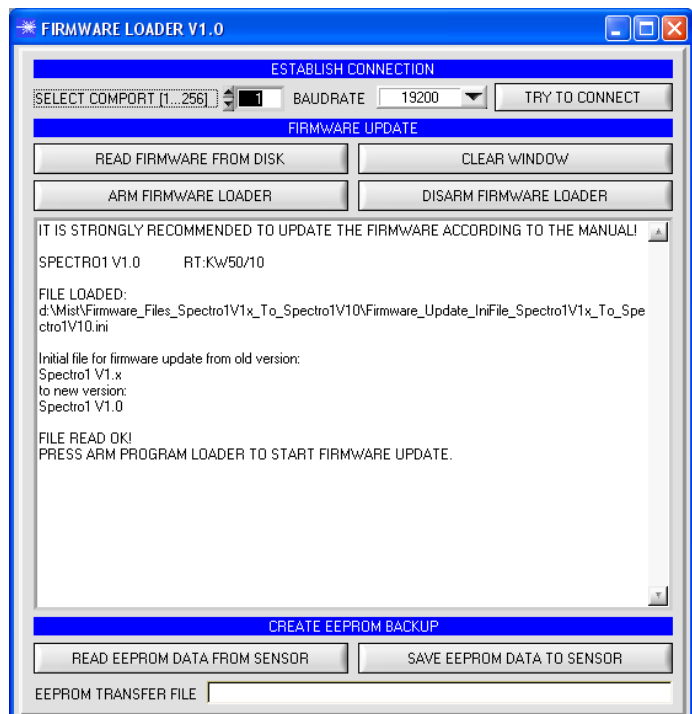 FIRMWARE LOADER V1.0
ESTABLISH CONNECTION
SELECT COMPORT [1...256] 1 BAUDRATE 19200 TRY TO CONNECT
FIRMWARE UPDATE
READ FIRMWARE FROM DISK CLEAR WINDOW
ARM FIRMWARE LOADER DISARM FIRMWARE LOADER
IT IS STRONGLY RECOMMENDED TO UPDATE THE FIRMWARE ACCORDING TO THE MANUAL!
SPECTRO1 V1.0 RT:KW50/10
FILE LOADED:
d:\Mist\Firmware_Files_Spectro1V1x_To_Spectro1V10\Firmware_Update_IniFile_Spectro1V1x_To_Spe
ctro1V10.ini
Initial file for firmware update from old version:
Spectro1 V1.x
to new version:
Spectro1 V1.0
FILE READ OK!
PRESS ARM PROGRAM LOADER TO START FIRMWARE UPDATE.
CREATE EEPROM BACKUP
READ EEPROM DATA FROM SENSOR SAVE EEPROM DATA TO SENSOR
EEPROM TRANSFER FILE